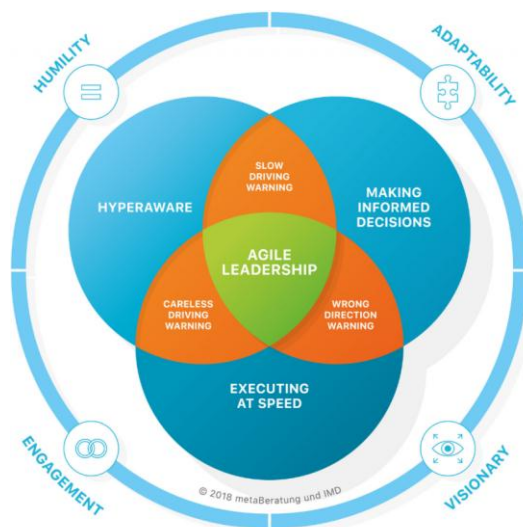 HUMILITY
ADAPTABILITY
SLOW
DRIVING
WARNING
HYPERAWARE
MAKING
INFORMED
DECISIONS
AGILE
LEADERSHIP
CARELESS
DRIVING
WARNING
WRONG
DIRECTION
WARNING
EXECUTING
AT SPEED
ENGAGEMENT
VISIONARY
© 2018 metaBeratung und IMD